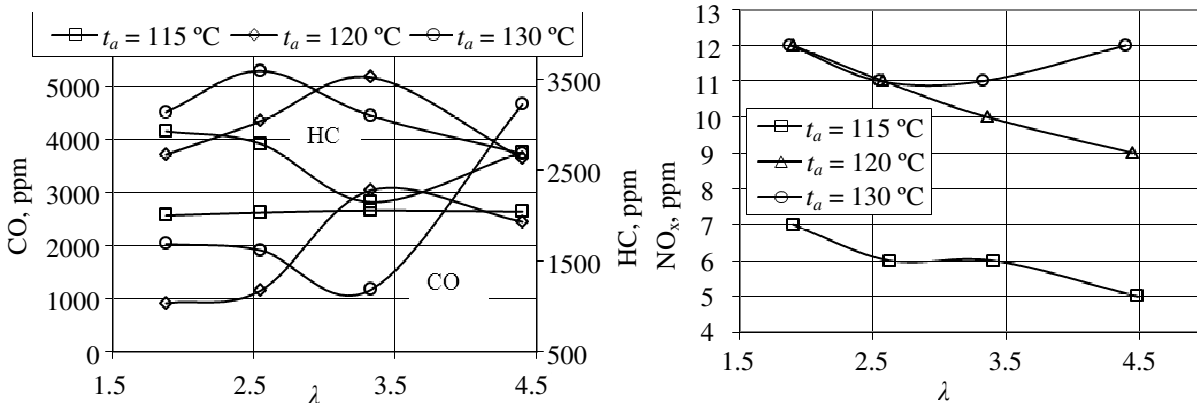 t_a = 115 ºC t_a = 120 ºC t_a = 130 ºC
CO, ppm
5000
4000
3000
2000
1000
0
1.5 2.5 3.5 4.5
λ
HC
CO
3500
2500
1500
500
HC, ppm
NOₓ, ppm
13
12
11
10
9
8
7
6
5
4
t_a = 115 ºC
t_a = 120 ºC
t_a = 130 ºC
1.5 2.5 3.5 4.5
λ